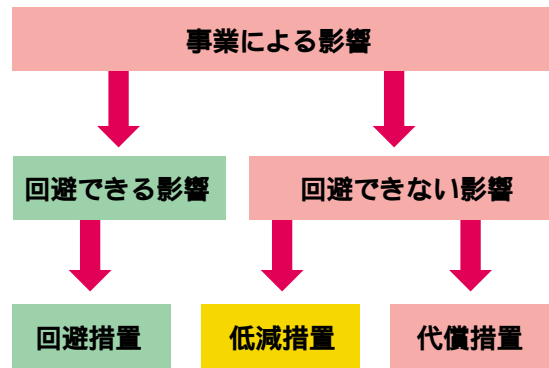 事業による影響
回避できる影響
回避できない影響
回避措置
低減措置
代償措置